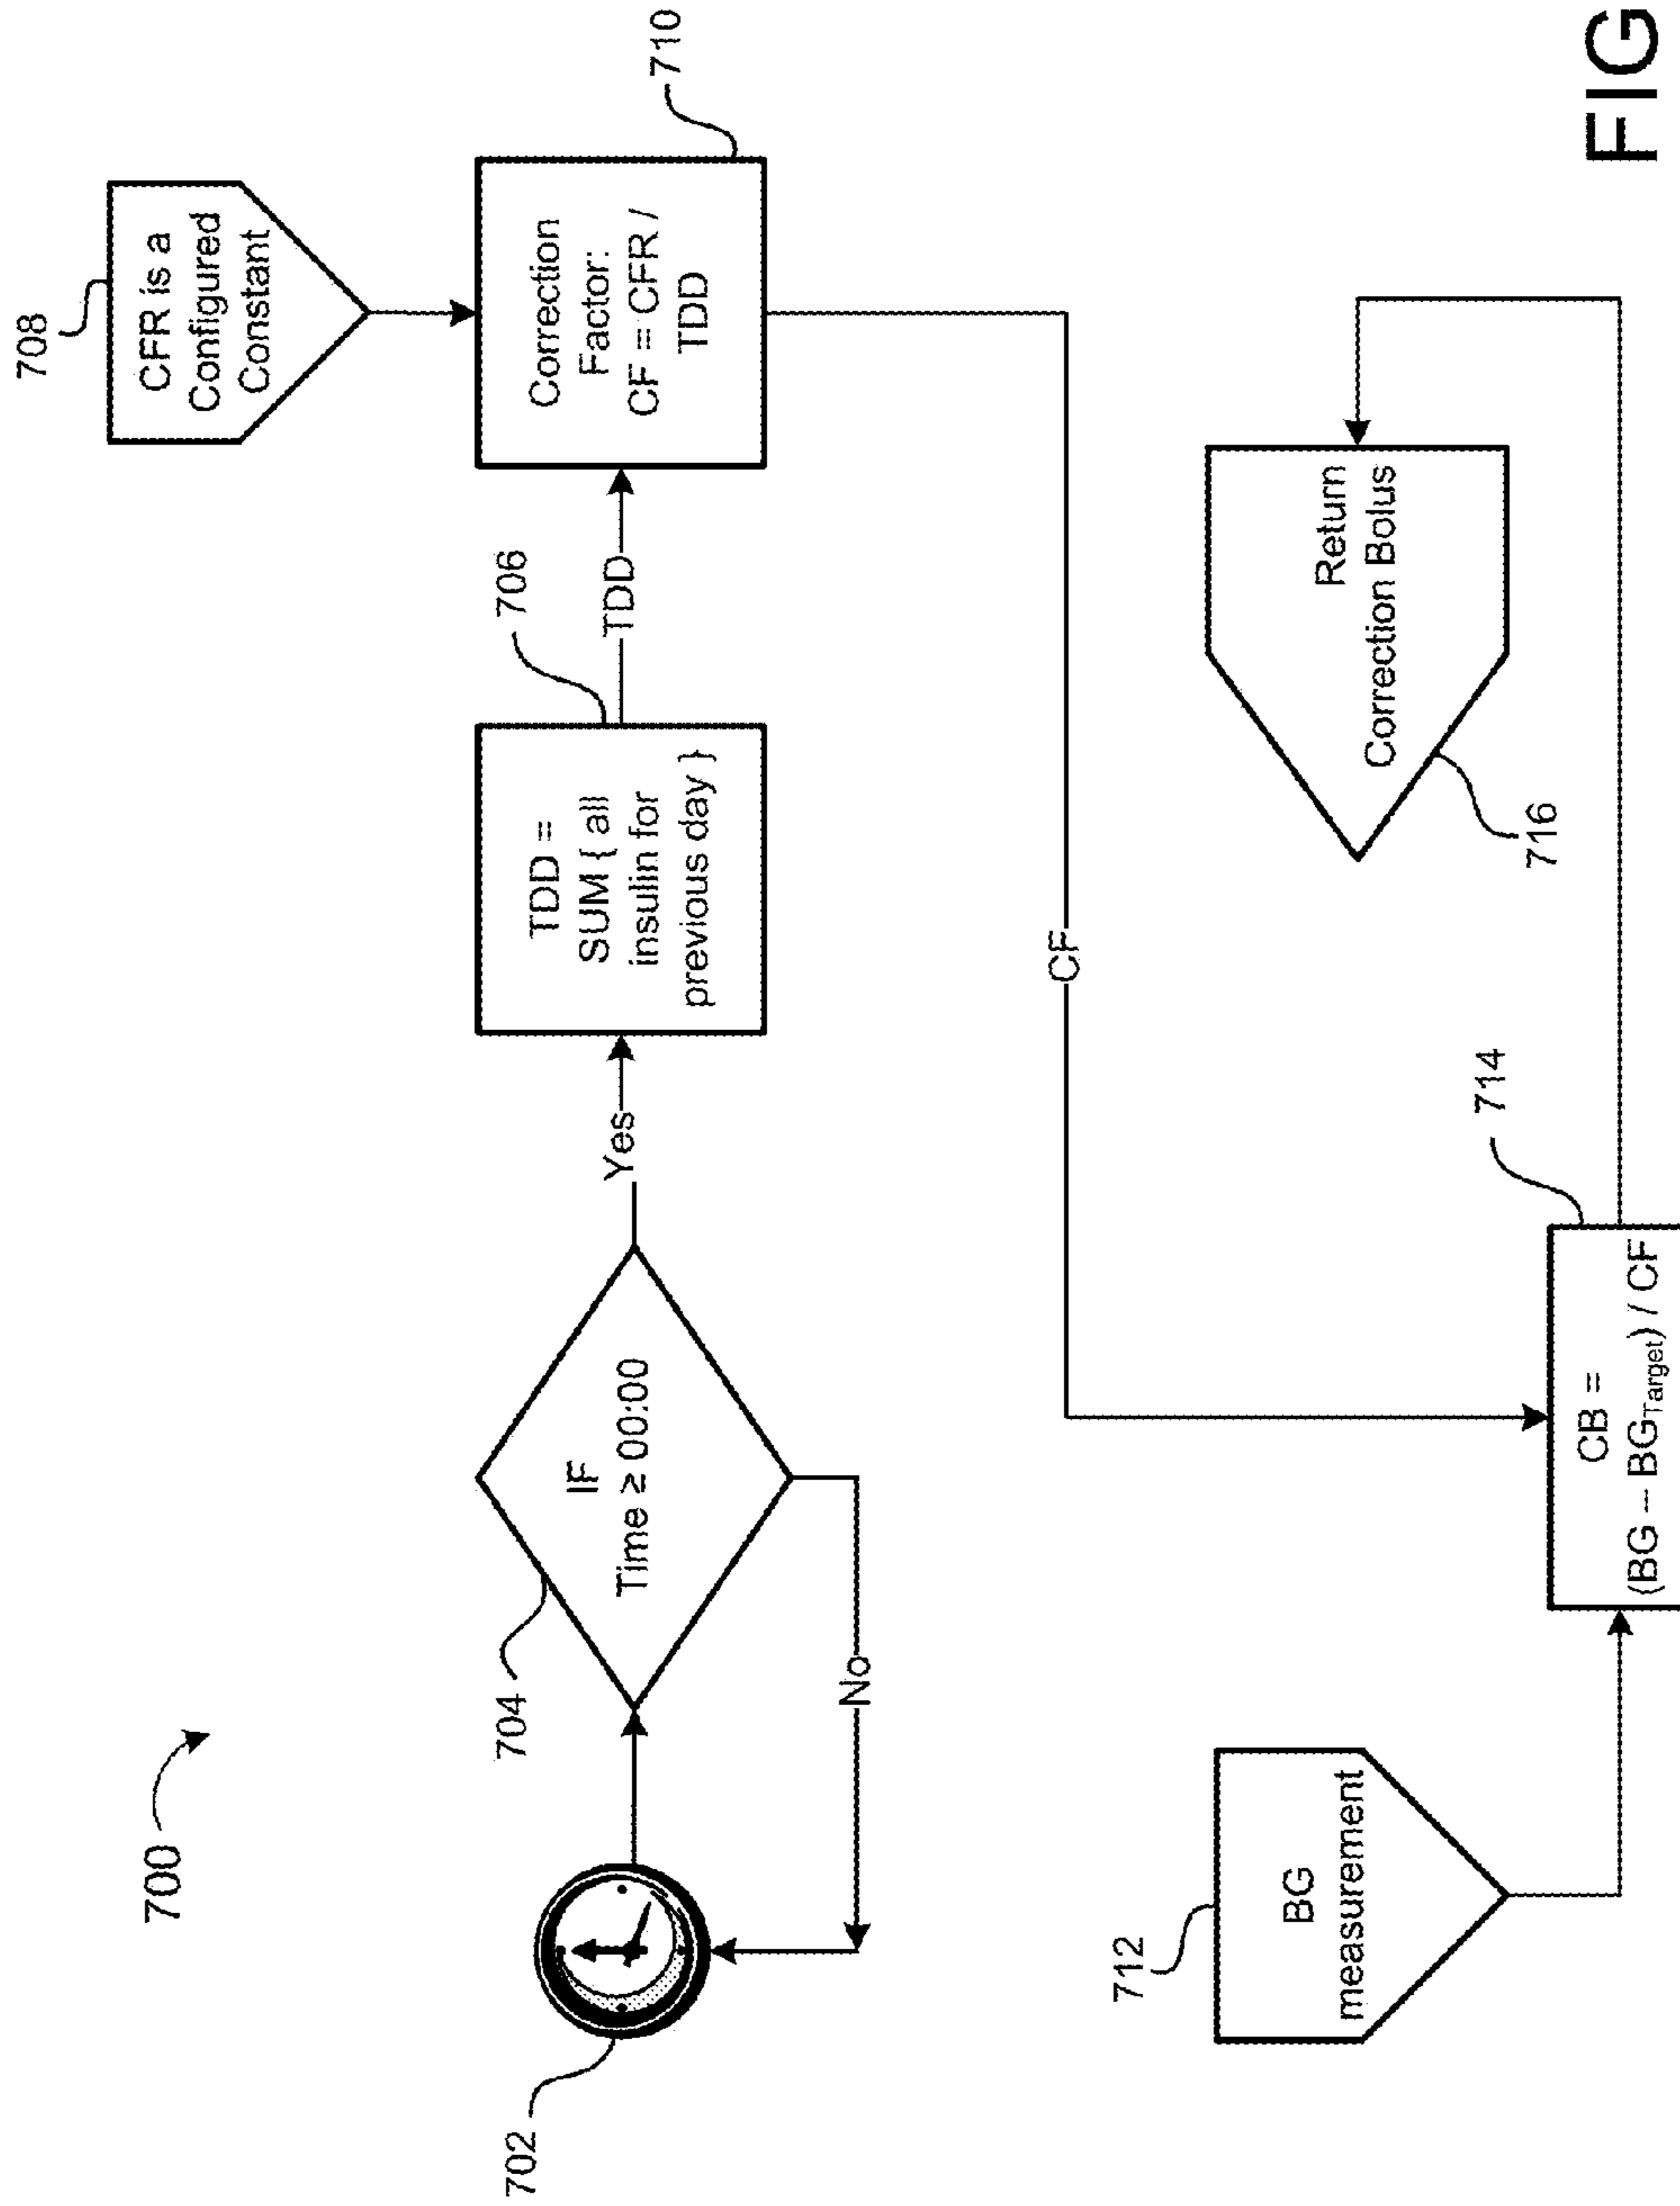 700
702
704
IF
Time ≥ 00:00
No
Yes
706
TDD =
SUM { all
insulin for
previous day }
TDD
708
CFR is a
Configured
Constant
710
Correction
Factor:
CF = CFR /
TDD
CF
712
BG
measurement
714
CB =
(BG -- BGTarget) / CF
716
Return
Correction Bolus
FIG